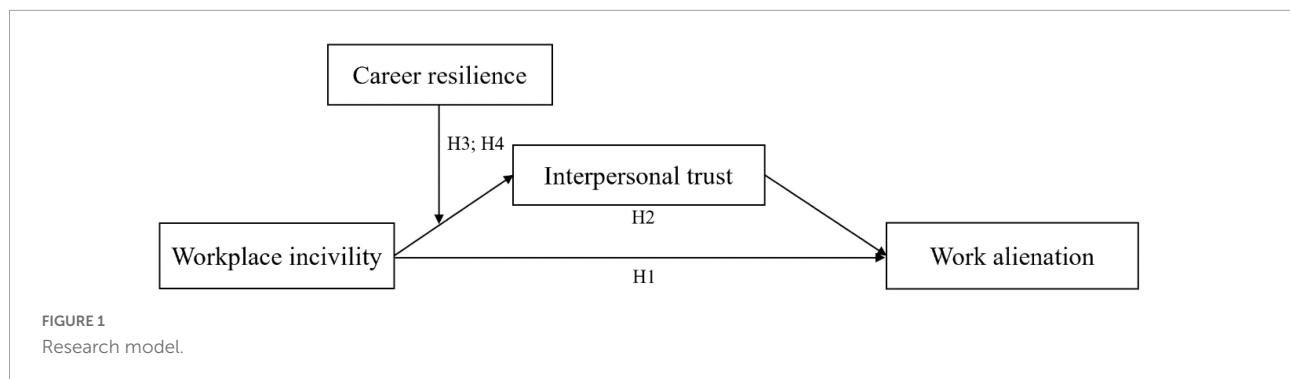 Career resilience
H3; H4
Interpersonal trust
H2
Workplace incivility
Work alienation
H1
FIGURE 1
Research model.